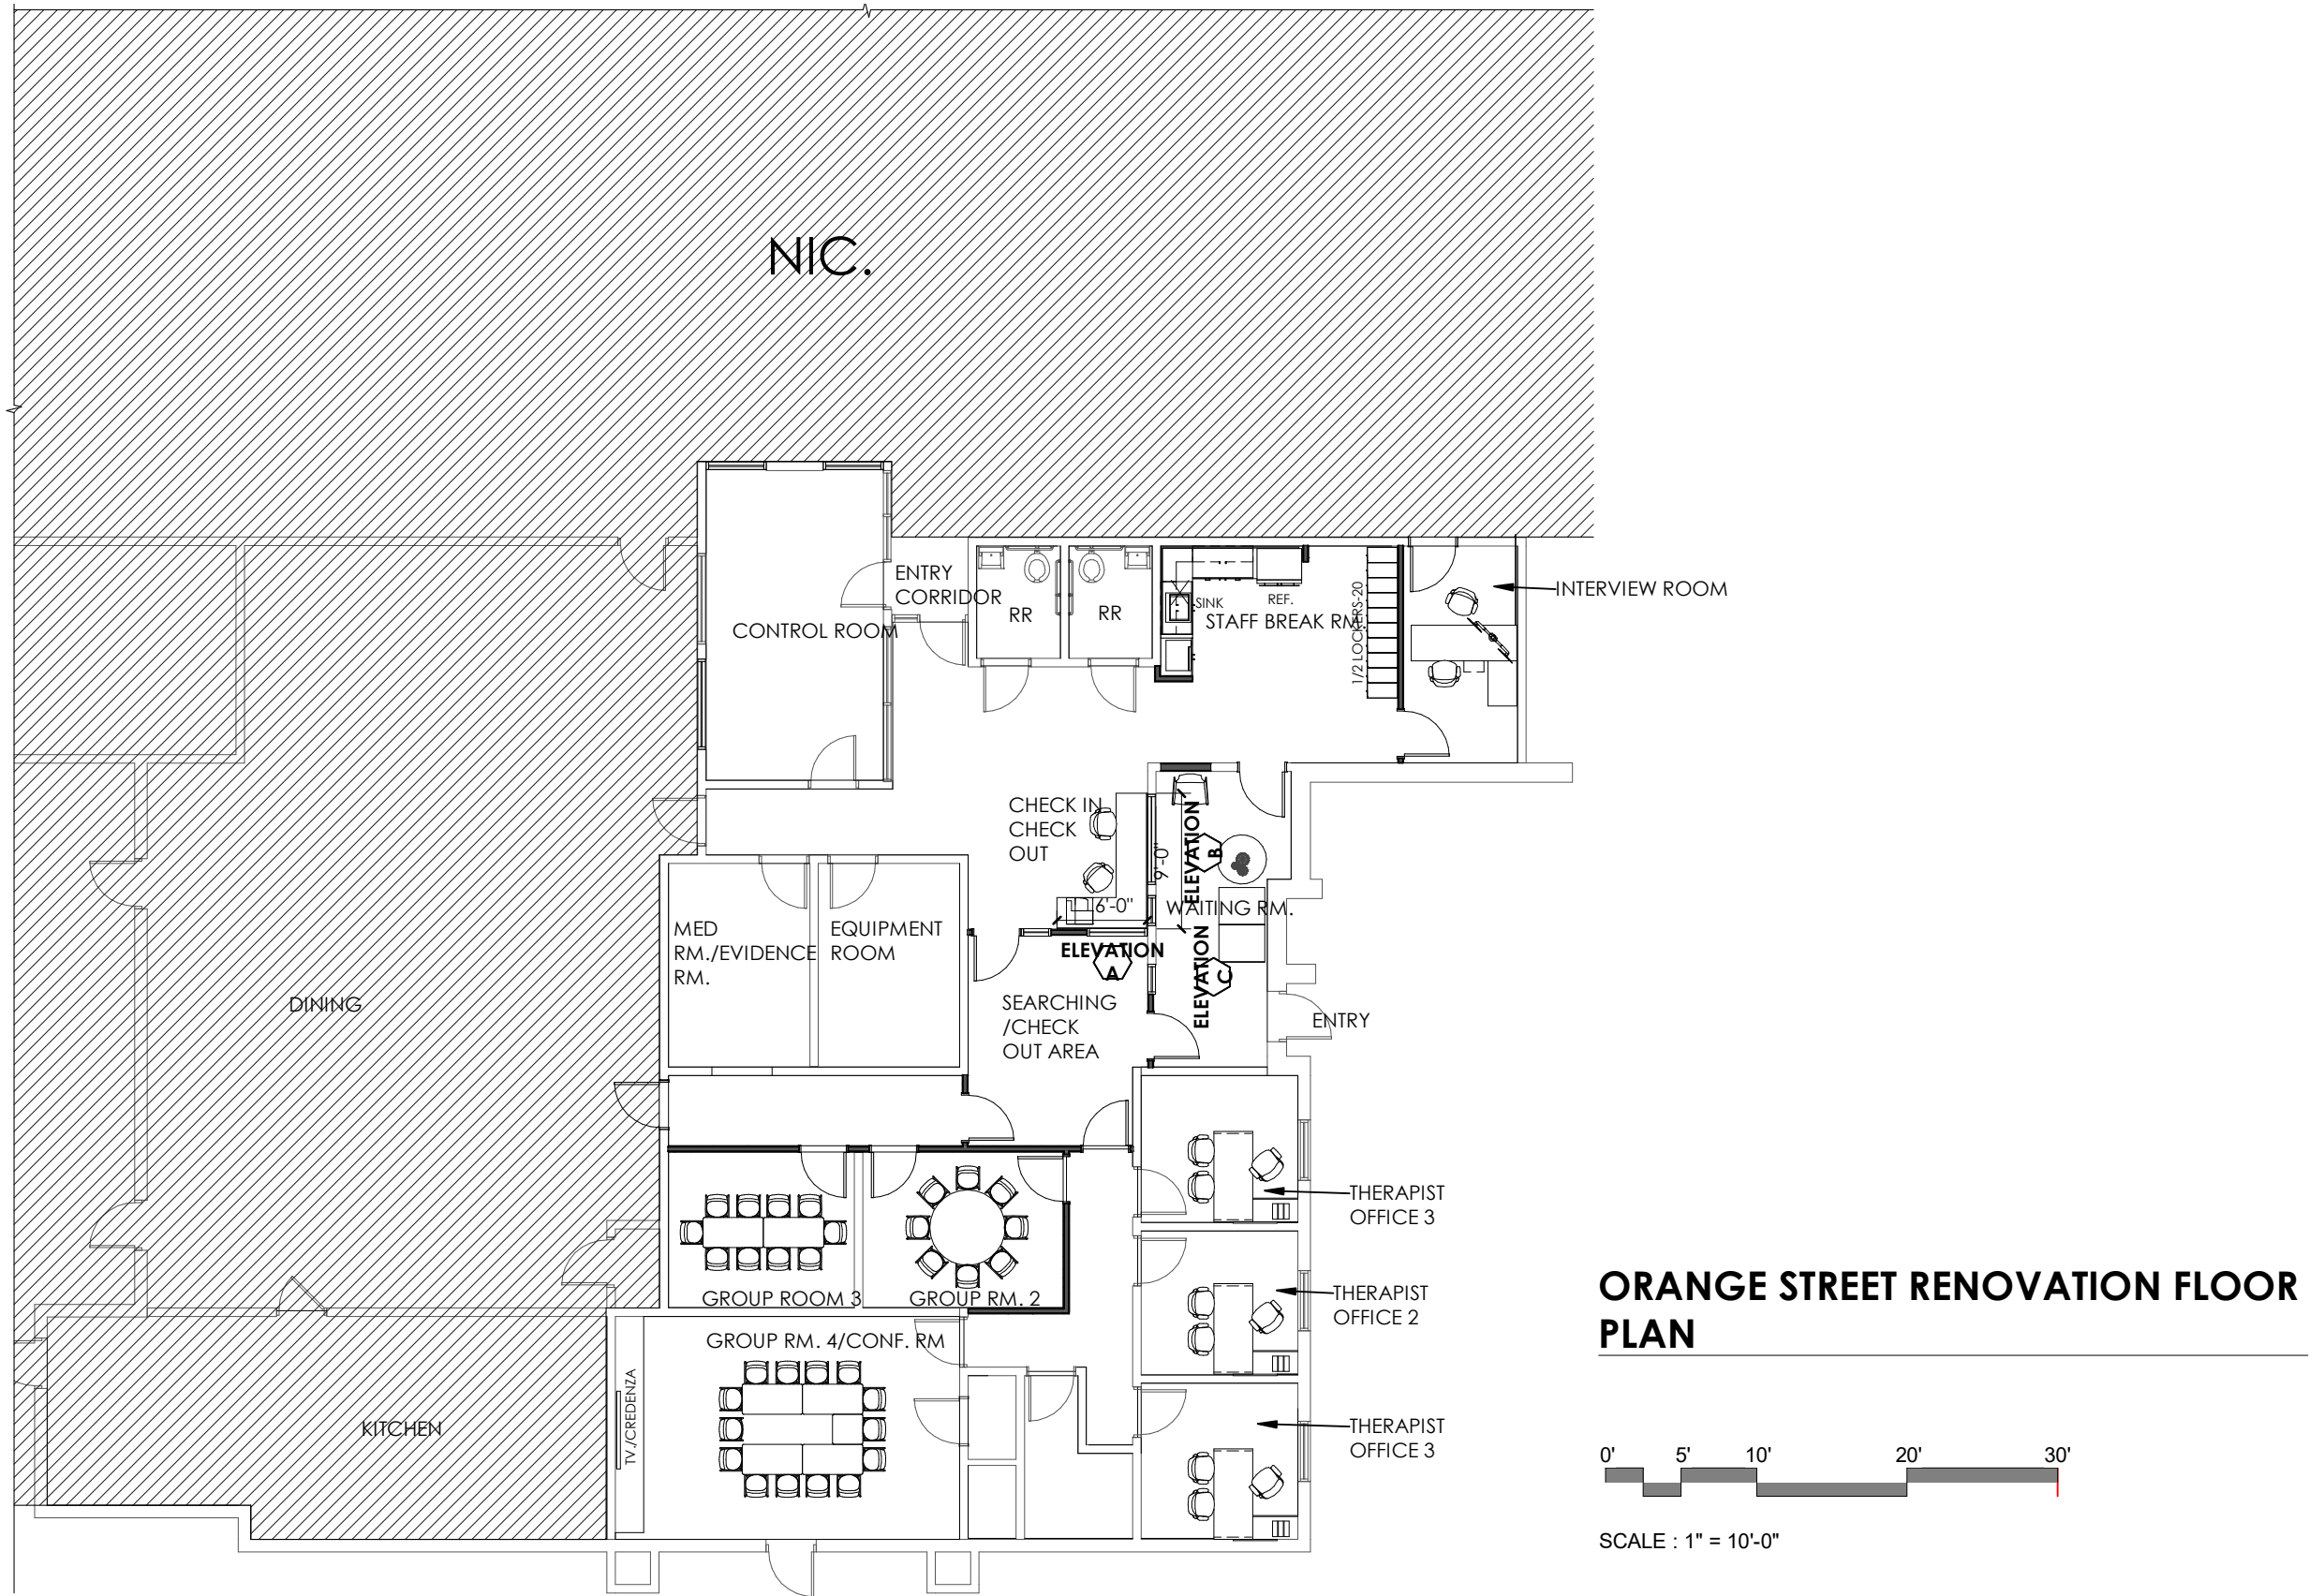 NIC.
ENTRY
CORRIDOR
RR
RR
SINK
REF.
STAFF BREAK RM.
1/2 LOCKERS-20
INTERVIEW ROOM
CONTROL ROOM
CHECK IN
CHECK
OUT
9'-0"
6'-0"
ELEVATION
B
WAITING RM.
MED
RM./EVIDENCE
RM.
EQUIPMENT
ROOM
ELEVATION
A
ELEVATION
C
SEARCHING
/CHECK
OUT AREA
ENTRY
DINING
THERAPIST
OFFICE 3
GROUP ROOM 3
GROUP RM. 2
THERAPIST
OFFICE 2
GROUP RM. 4/CONF. RM
TV./CREDENZA
KITCHEN
THERAPIST
OFFICE 3
ORANGE STREET RENOVATION FLOOR
PLAN
0' 5' 10' 20' 30'
SCALE : 1" = 10'-0"